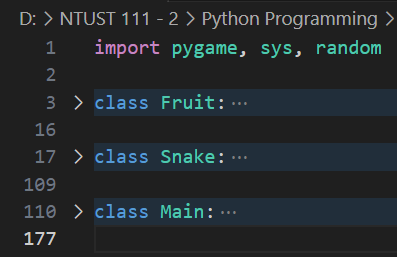 D: > NTUST 111 - 2 > Python Programming >
1 import pygame, sys, random
2
3 > class Fruit:···
16
17 > class Snake:···
109
110 > class Main:···
177